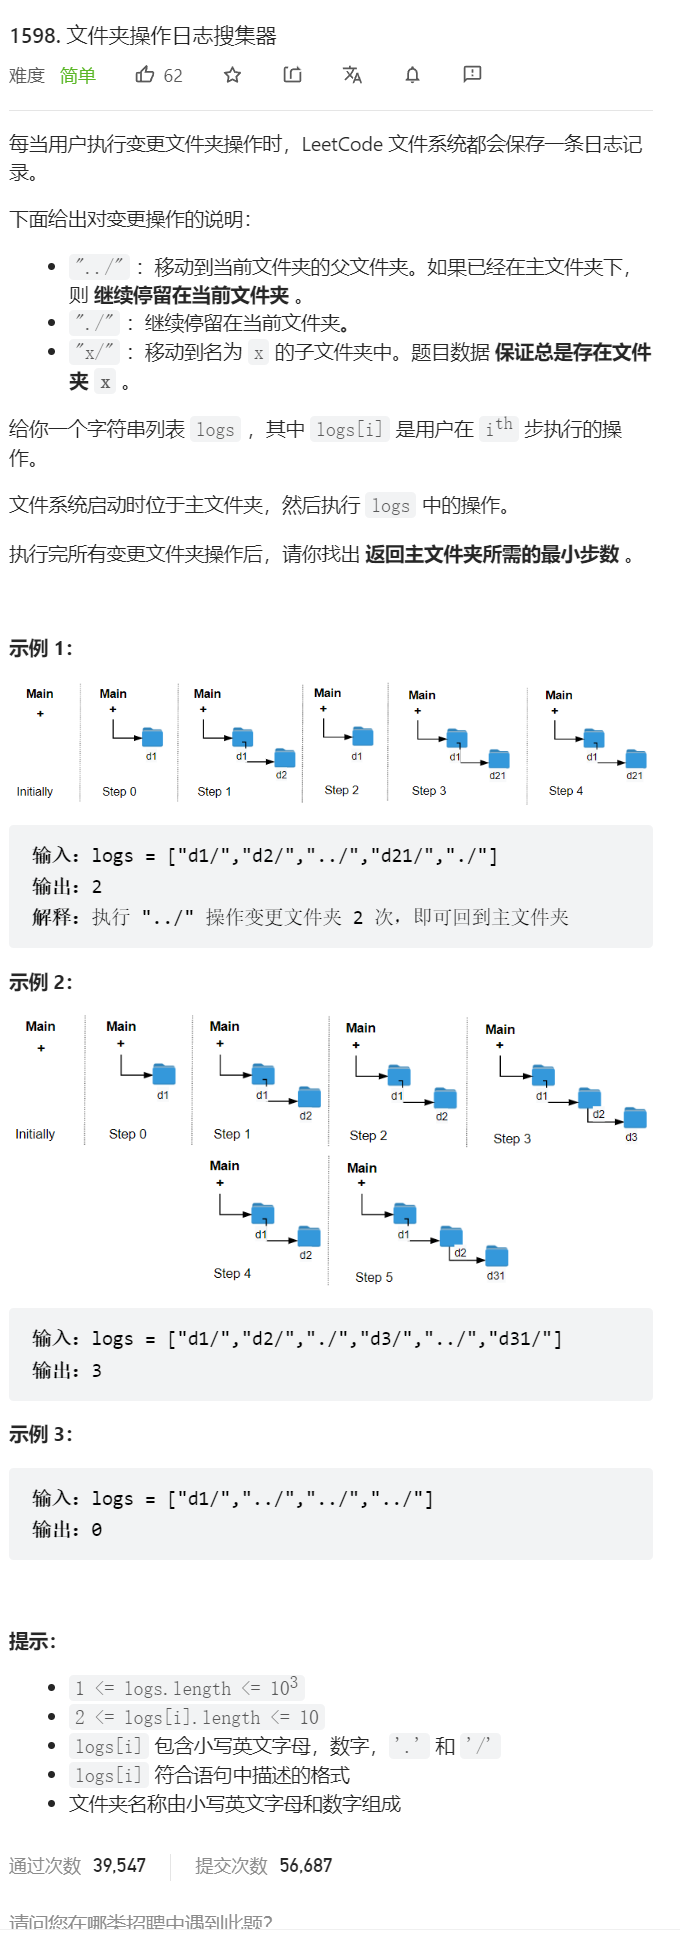 1598. 文件夹操作日志搜集器
难度 简单 62
每当用户执行变更文件夹操作时，LeetCode 文件系统都会保存一条日志记
录。
下面给出对变更操作的说明：
"../" ：移动到当前文件夹的父文件夹。如果已经在主文件夹下，
则 继续停留在当前文件夹 。
"./" ：继续停留在当前文件夹。
"x/" ：移动到名为 x 的子文件夹中。题目数据 保证总是存在文件
夹 x 。
给你一个字符串列表 logs ，其中 logs[i] 是用户在 iᵗʰ 步执行的操
作。
文件系统启动时位于主文件夹，然后执行 logs 中的操作。
执行完所有变更文件夹操作后，请你找出 返回主文件夹所需的最小步数 。
示例 1：
Main Main Main Main Main Main
+ + + + + +
d1 d1 d1 d1 d1
d2 d21 d21
Initially Step 0 Step 1 Step 2 Step 3 Step 4
输入：logs = ["d1/","d2/","../","d21/","./"]
输出：2
解释：执行 "../" 操作变更文件夹 2 次，即可回到主文件夹
示例 2：
Main Main Main Main Main
+ + + + +
d1 d1 d1 d1
d2 d2 d2
d3
Initially Step 0 Step 1 Step 2 Step 3
Main Main
+ +
d1 d1
d2 d2
d31
Step 4 Step 5
输入：logs = ["d1/","d2/","./","d3/","../","d31/"]
输出：3
示例 3：
输入：logs = ["d1/","../","../","../"]
输出：0
提示：
1 <= logs.length <= 10³
2 <= logs[i].length <= 10
logs[i] 包含小写英文字母，数字，'.' 和 '/'
logs[i] 符合语句中描述的格式
文件夹名称由小写英文字母和数字组成
通过次数 39,547 提交次数 56,687
请问您在哪类招聘中遇到此题？